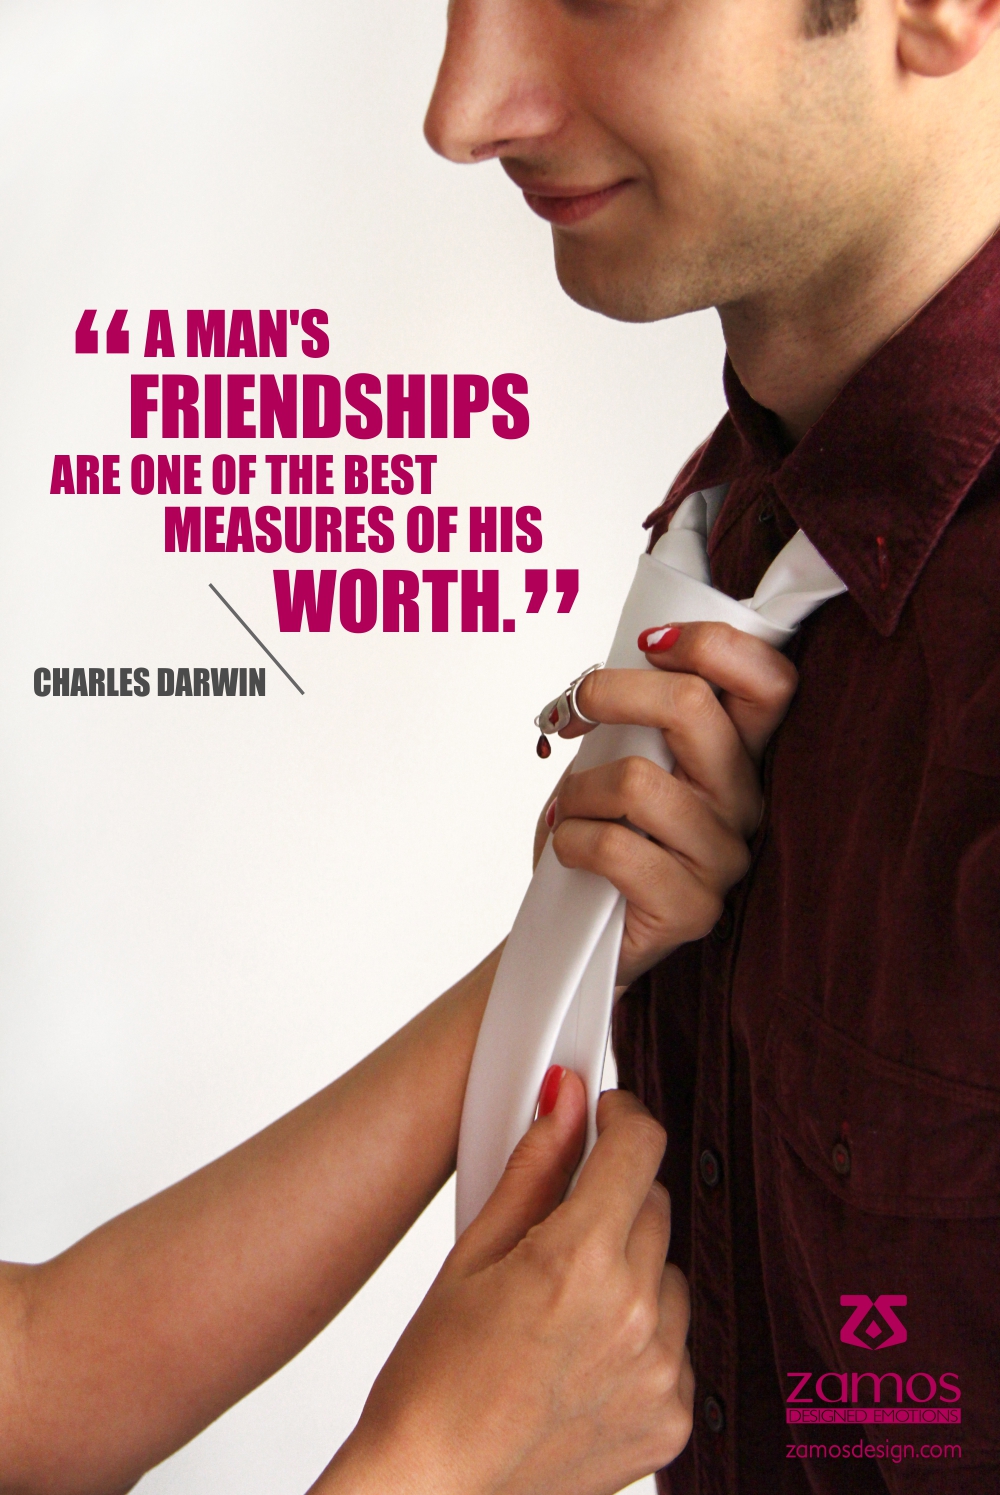 “ A MAN'S
FRIENDSHIPS
ARE ONE OF THE BEST
MEASURES OF HIS
WORTH.”
CHARLES DARWIN
zamos
DESIGNED EMOTIONS
zamosdesign.com